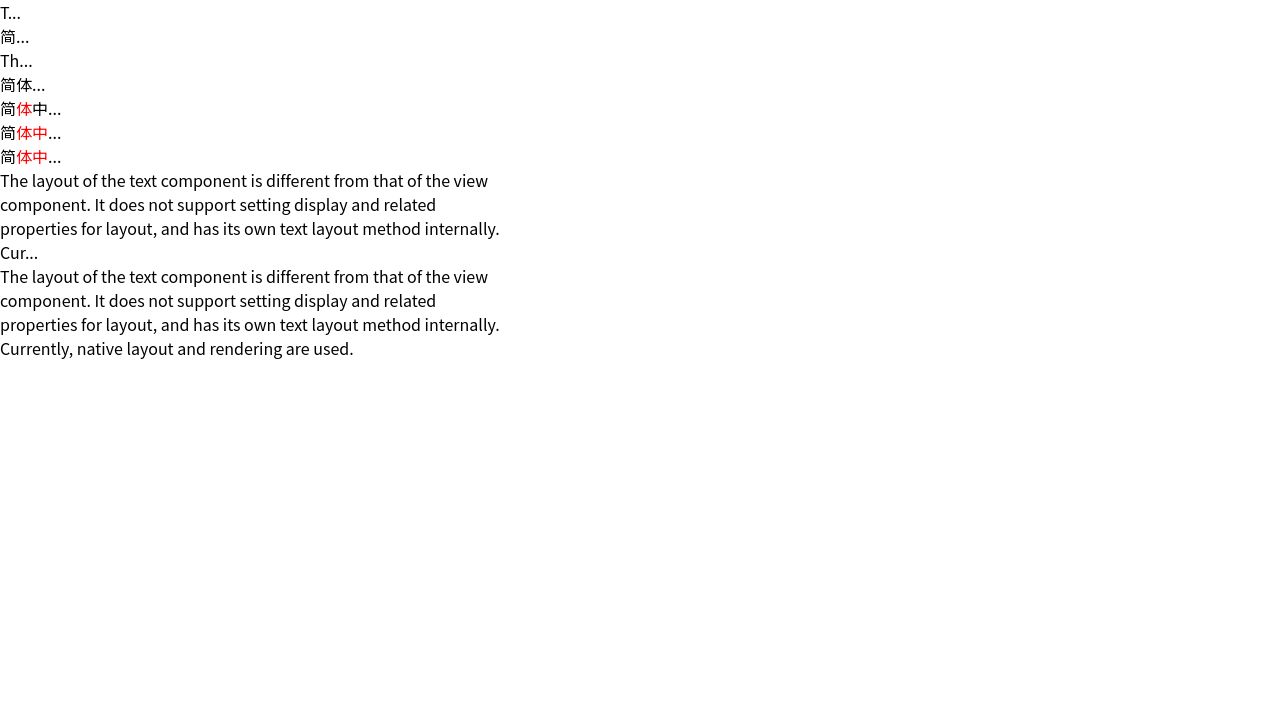 T...
简...
Th...
简体...
简体中...
简体中...
简体中...
The layout of the text component is different from that of the view
component. It does not support setting display and related
properties for layout, and has its own text layout method internally.
Cur...
The layout of the text component is different from that of the view
component. It does not support setting display and related
properties for layout, and has its own text layout method internally.
Currently, native layout and rendering are used.